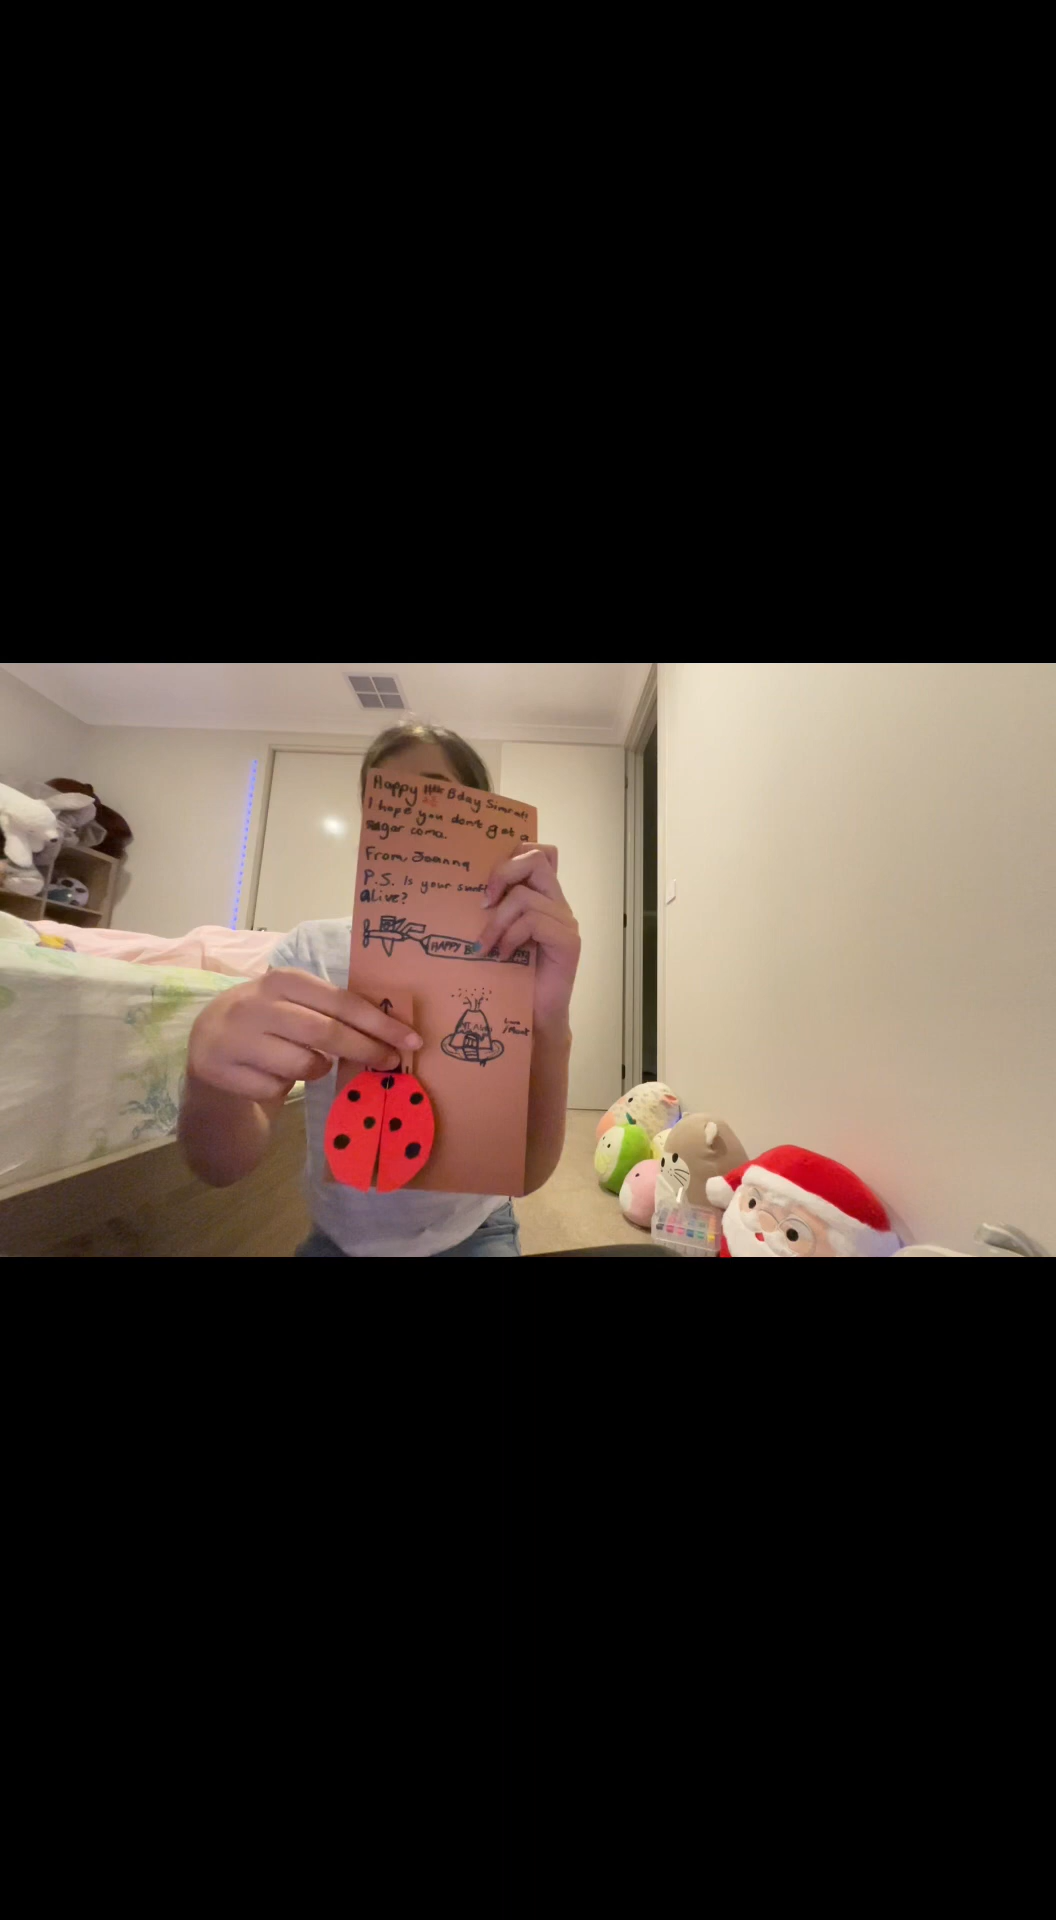 Happy Bday Simrat!
I hope you don't get a
sugar coma.
From, Joanna
P.S. Is your
alive?
HAPPY